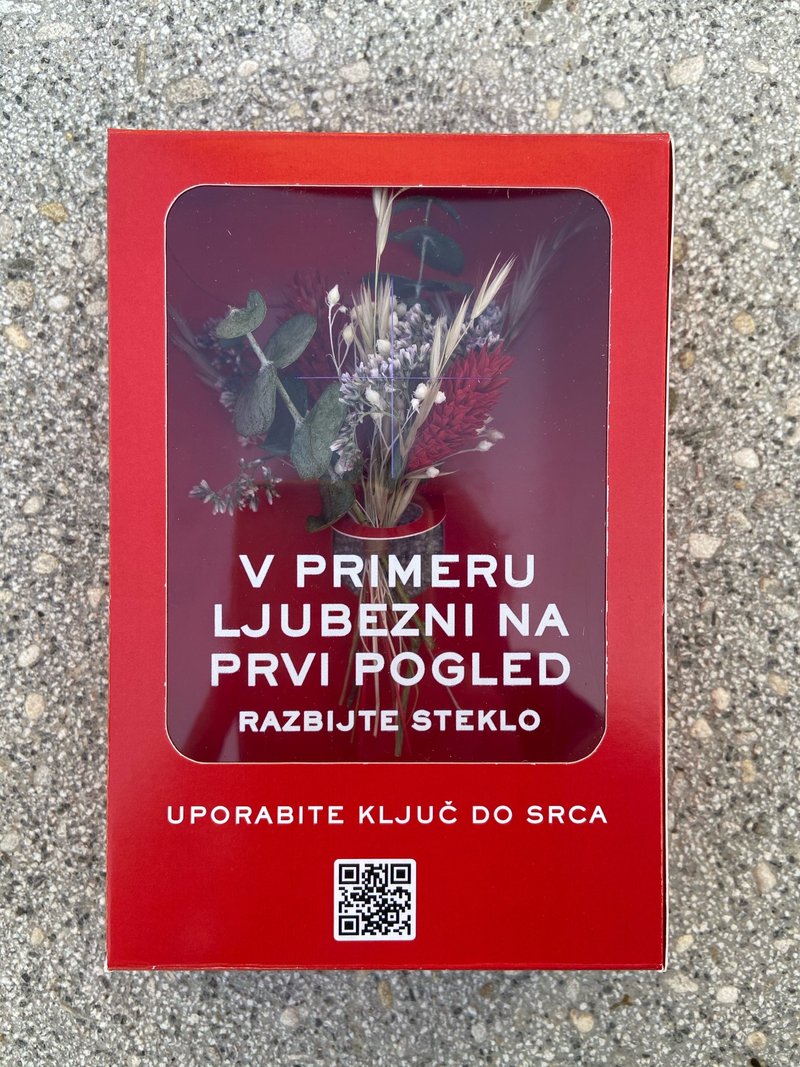 V PRIMERU
LJUBEZNI NA
PRVI POGLED
RAZBIJTE STEKLO
UPORABITE KLJUČ DO SRCA